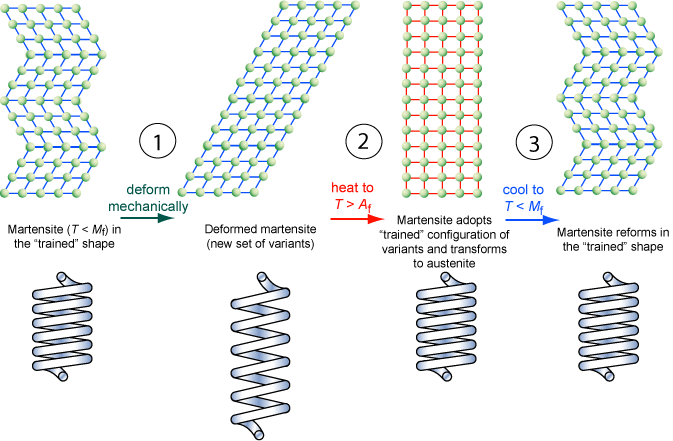 1
deform
mechanically
2
heat to
T > Af
3
cool to
T < Mf
Martensite (T < Mf) in
the “trained” shape
Deformed martensite
(new set of variants)
Martensite adopts
“trained” configuration of
variants and transforms
to austenite
Martensite reforms in
the “trained” shape